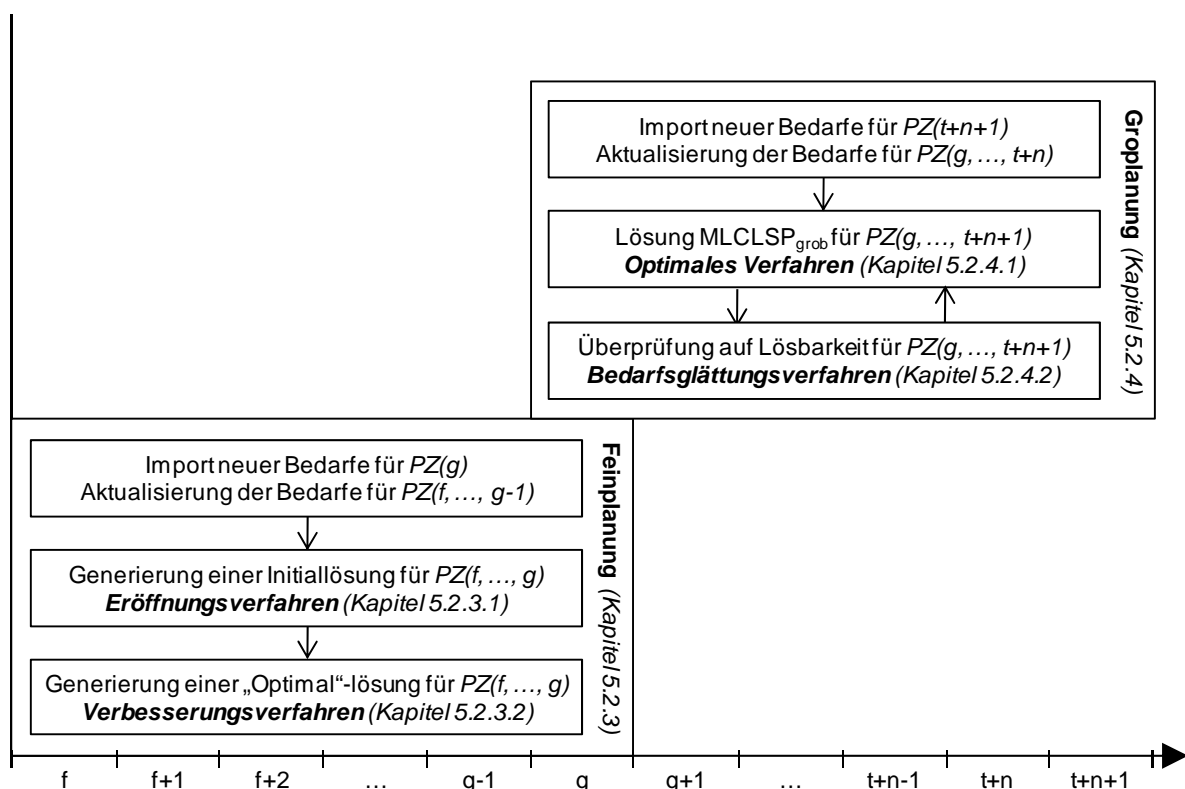 Import neuer Bedarfe für PZ(t+n+1)
Aktualisierung der Bedarfe für PZ(g, …, t+n)
Lösung MLCLSPgrob für PZ(g, …, t+n+1)
Optimales Verfahren (Kapitel 5.2.4.1)
Überprüfung auf Lösbarkeit für PZ(g, …, t+n+1)
Bedarfsglättungsverfahren (Kapitel 5.2.4.2)
Groplanung (Kapitel 5.2.4)
Import neuer Bedarfe für PZ(g)
Aktualisierung der Bedarfe für PZ(f, …, g-1)
Generierung einer Initiallösung für PZ(f, …, g)
Eröffnungsverfahren (Kapitel 5.2.3.1)
Generierung einer „Optimal“-lösung für PZ(f, …, g)
Verbesserungsverfahren (Kapitel 5.2.3.2)
Feinplanung (Kapitel 5.2.3)
f f+1 f+2 … g-1 g g+1 … t+n-1 t+n t+n+1